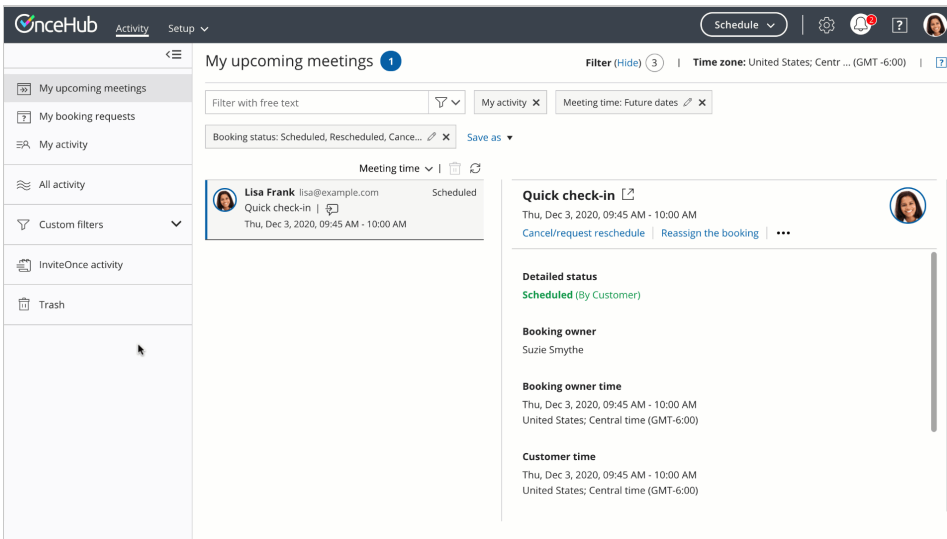 OnceHub Activity Setup Schedule 2 ?
My upcoming meetings 1 Filter (Hide) 3 | Time zone: United States; Centr ... (GMT -6:00) | ?
My upcoming meetings
My booking requests
My activity
All activity
Custom filters
InviteOnce activity
Trash
Filter with free text My activity Meeting time: Future dates
Booking status: Scheduled, Rescheduled, Cance... Save as
Meeting time |
Lisa Frank lisa@example.com Scheduled
Quick check-in |
Thu, Dec 3, 2020, 09:45 AM - 10:00 AM
Quick check-in
Thu, Dec 3, 2020, 09:45 AM - 10:00 AM
Cancel/request reschedule | Reassign the booking | •••
Detailed status
Scheduled (By Customer)
Booking owner
Suzie Smythe
Booking owner time
Thu, Dec 3, 2020, 09:45 AM - 10:00 AM
United States; Central time (GMT-6:00)
Customer time
Thu, Dec 3, 2020, 09:45 AM - 10:00 AM
United States; Central time (GMT-6:00)